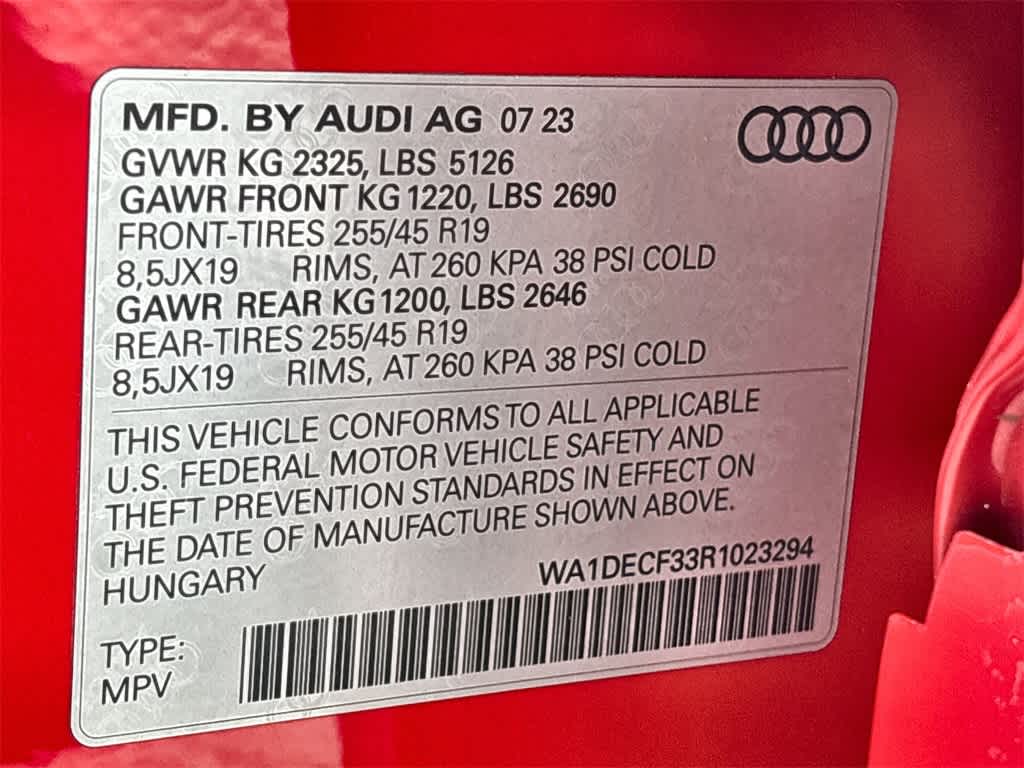 MFD. BY AUDI AG 07 23
GVWR KG 2325, LBS 5126
GAWR FRONT KG 1220, LBS 2690
FRONT-TIRES 255/45 R19
8,5JX19 RIMS, AT 260 KPA 38 PSI COLD
GAWR REAR KG 1200, LBS 2646
REAR-TIRES 255/45 R19
8,5JX19 RIMS, AT 260 KPA 38 PSI COLD
THIS VEHICLE CONFORMS TO ALL APPLICABLE
U.S. FEDERAL MOTOR VEHICLE SAFETY AND
THEFT PREVENTION STANDARDS IN EFFECT ON
THE DATE OF MANUFACTURE SHOWN ABOVE.
HUNGARY
WA1DECF33R1023294
TYPE:
MPV